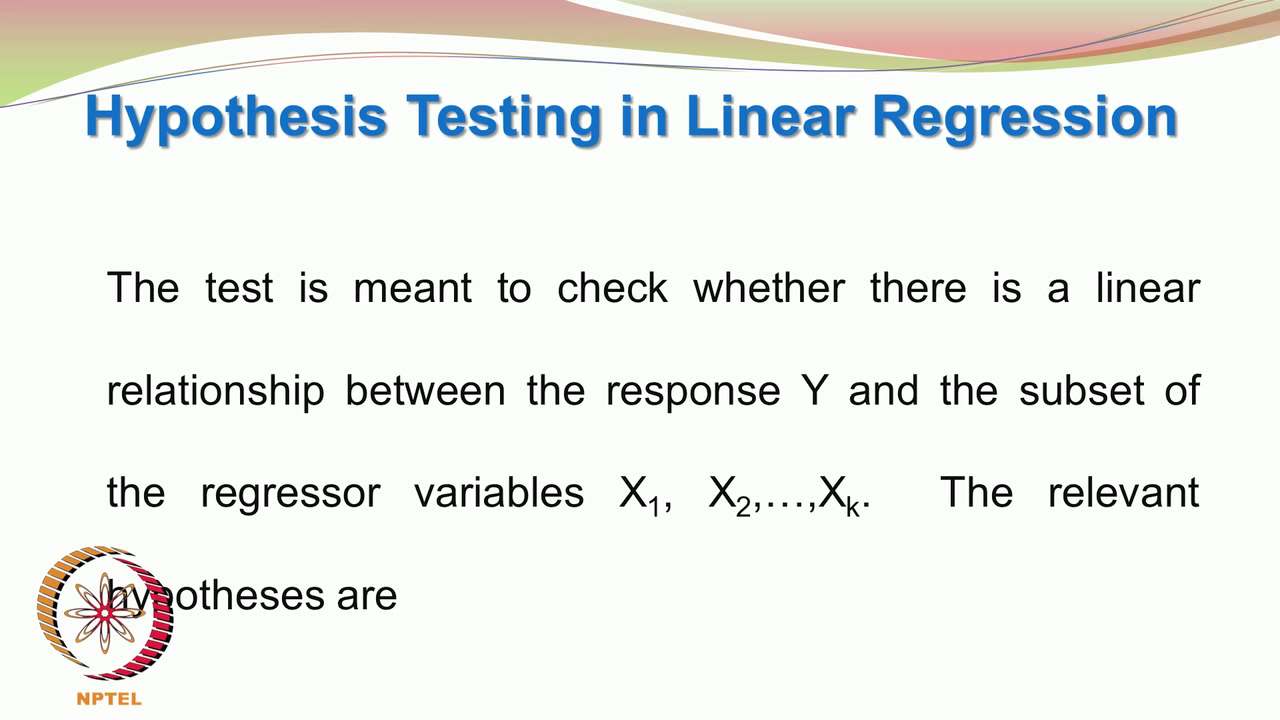 Hypothesis Testing in Linear Regression
The test is meant to check whether there is a linear
relationship between the response Y and the subset of
the regressor variables X₁, X₂,…,Xₖ. The relevant
hypotheses are
NPTEL